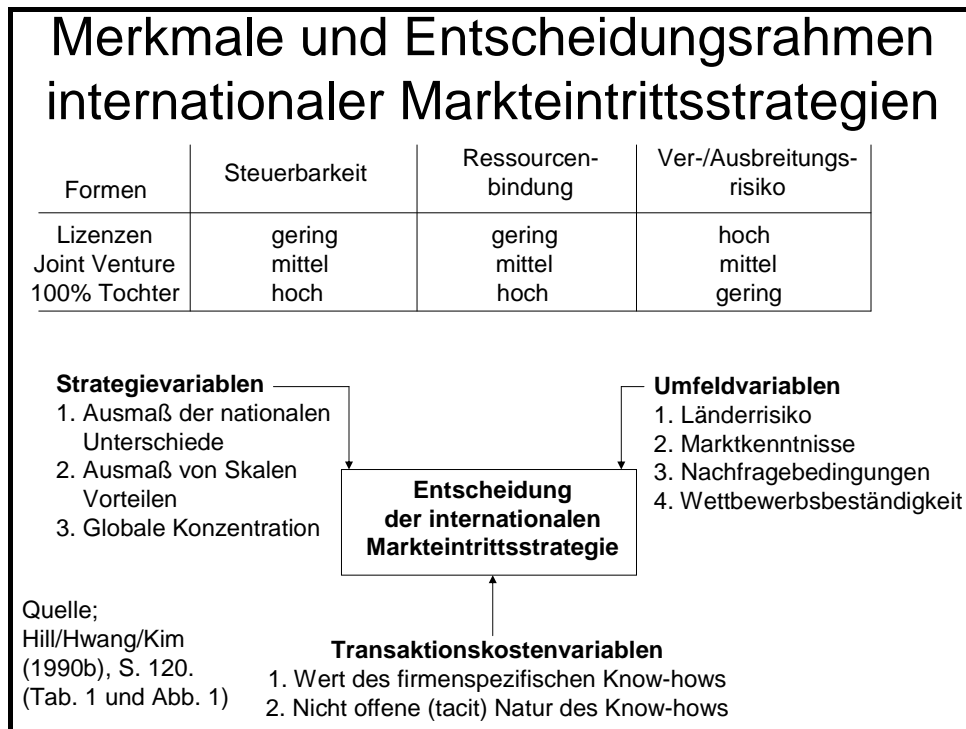 Merkmale und Entscheidungsrahmen
internationaler Markteintrittsstrategien
Formen
Steuerbarkeit
Ressourcen-
bindung
Ver-/Ausbreitungs-
risiko
Lizenzen gering gering hoch
Joint Venture mittel mittel mittel
100% Tochter hoch hoch gering
Strategievariablen
1. Ausmaß der nationalen
Unterschiede
2. Ausmaß von Skalen
Vorteilen
3. Globale Konzentration
Umfeldvariablen
1. Länderrisiko
2. Marktkenntnisse
3. Nachfragebedingungen
4. Wettbewerbsbeständigkeit
Entscheidung
der internationalen
Markteintrittsstrategie
Quelle;
Hill/Hwang/Kim
(1990b), S. 120.
(Tab. 1 und Abb. 1)
Transaktionskostenvariablen
1. Wert des firmenspezifischen Know-hows
2. Nicht offene (tacit) Natur des Know-hows